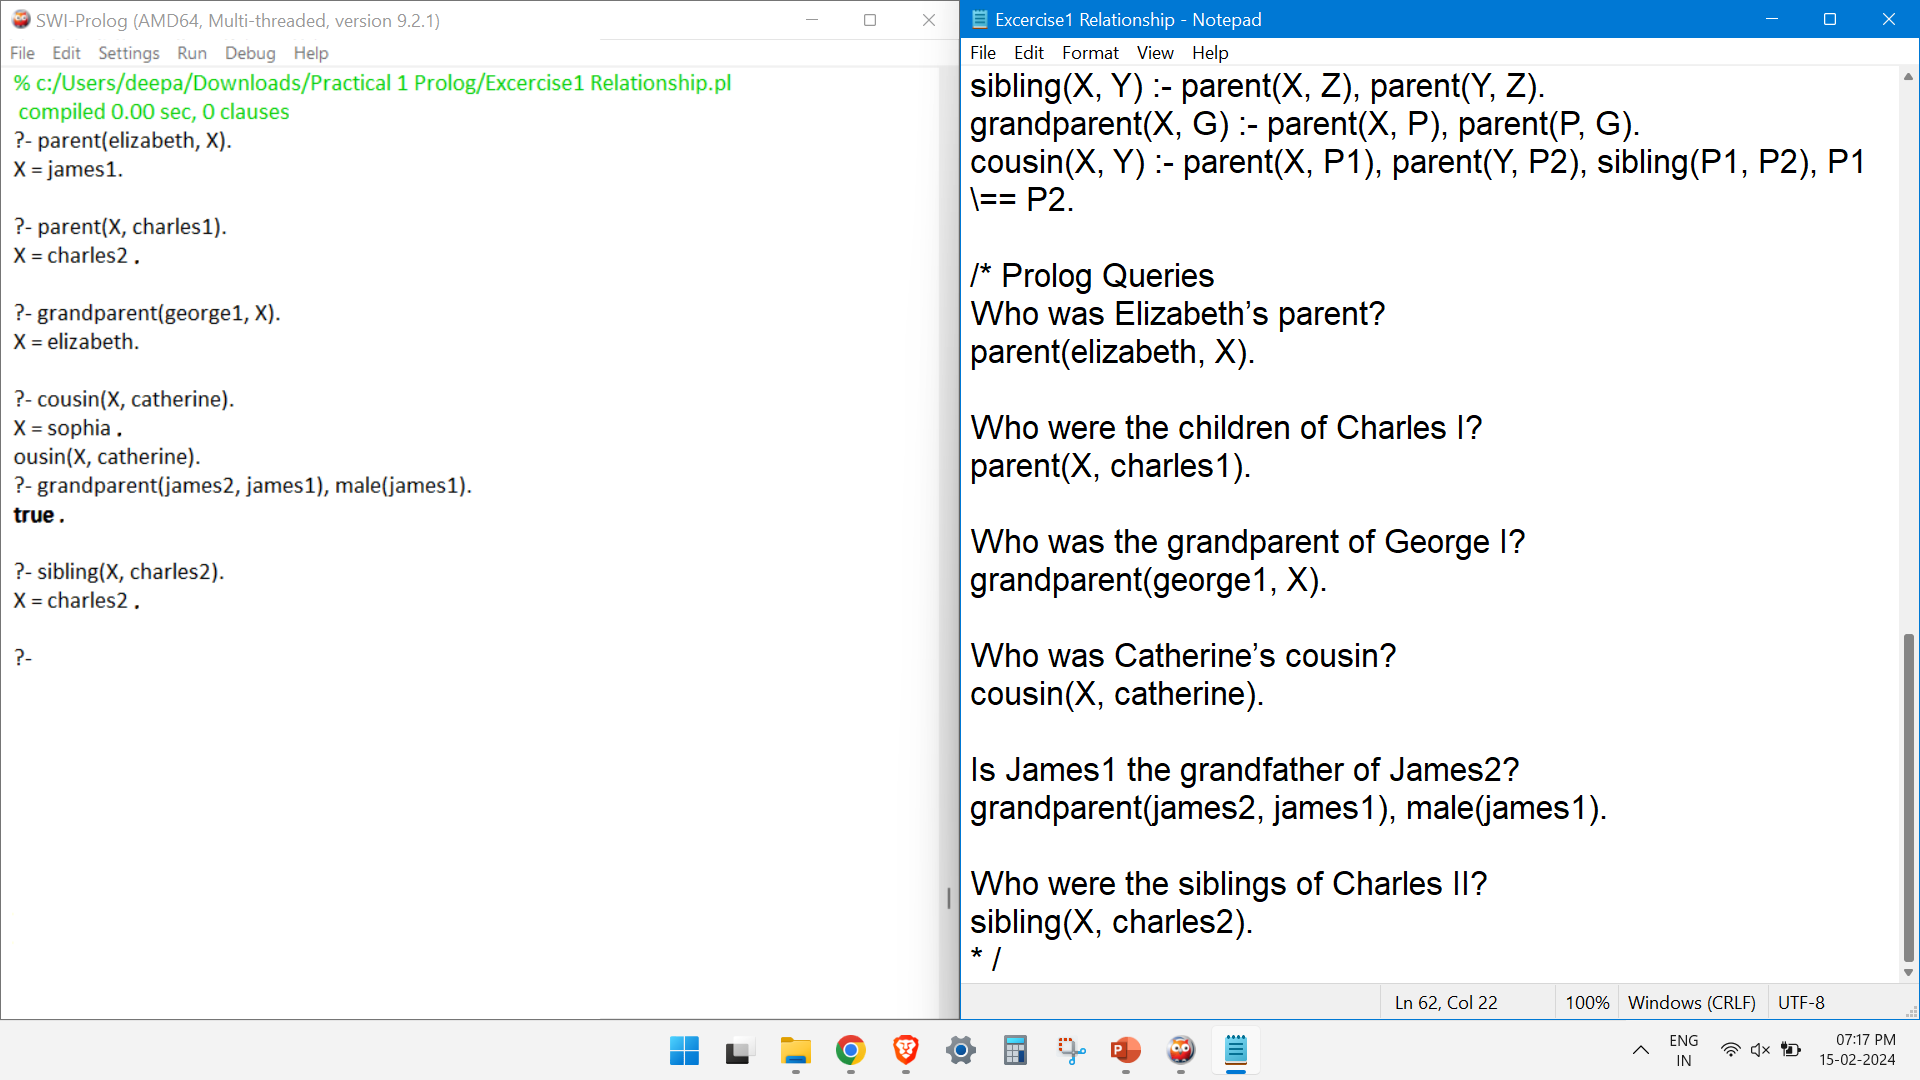 SWI-Prolog (AMD64, Multi-threaded, version 9.2.1)
File Edit Settings Run Debug Help
% c:/Users/deepa/Downloads/Practical 1 Prolog/Excercise1 Relationship.pl
compiled 0.00 sec, 0 clauses
?- parent(elizabeth, X).
X = james1.
?- parent(X, charles1).
X = charles2 .
?- grandparent(george1, X).
X = elizabeth.
?- cousin(X, catherine).
X = sophia .
ousin(X, catherine).
?- grandparent(james2, james1), male(james1).
true .
?- sibling(X, charles2).
X = charles2 .
?-
Excercise1 Relationship - Notepad
File Edit Format View Help
sibling(X, Y) :- parent(X, Z), parent(Y, Z).
grandparent(X, G) :- parent(X, P), parent(P, G).
cousin(X, Y) :- parent(X, P1), parent(Y, P2), sibling(P1, P2), P1
\== P2.
/* Prolog Queries
Who was Elizabeth’s parent?
parent(elizabeth, X).
Who were the children of Charles I?
parent(X, charles1).
Who was the grandparent of George I?
grandparent(george1, X).
Who was Catherine’s cousin?
cousin(X, catherine).
Is James1 the grandfather of James2?
grandparent(james2, james1), male(james1).
Who were the siblings of Charles II?
sibling(X, charles2).
* /
Ln 62, Col 22 100% Windows (CRLF) UTF-8
ENG
IN
07:17 PM
15-02-2024